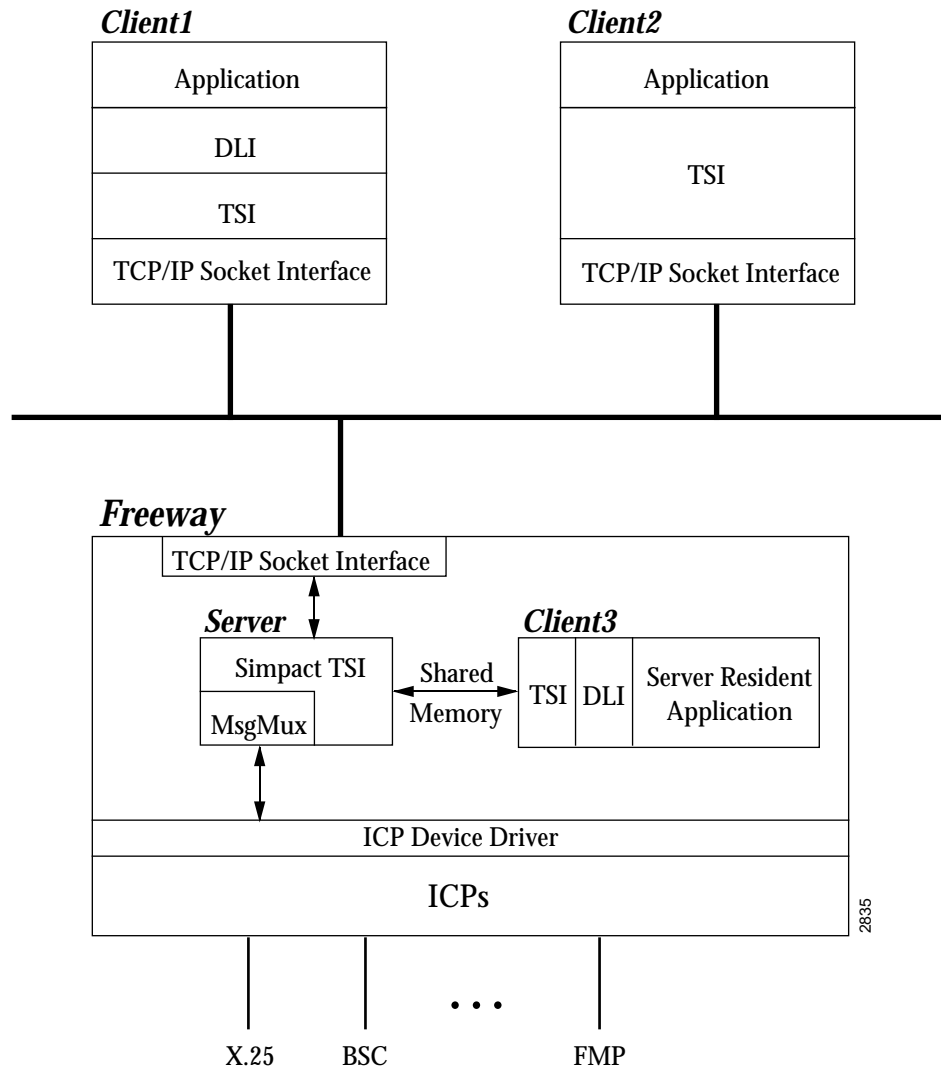 Client1
Application
DLI
TSI
TCP/IP Socket Interface
Client2
Application
TSI
TCP/IP Socket Interface
Freeway
TCP/IP Socket Interface
Server
Simpact TSI
MsgMux
Shared
Memory
Client3
TSI
DLI
Server Resident
Application
ICP Device Driver
ICPs
2835
X.25
BSC
• • •
FMP